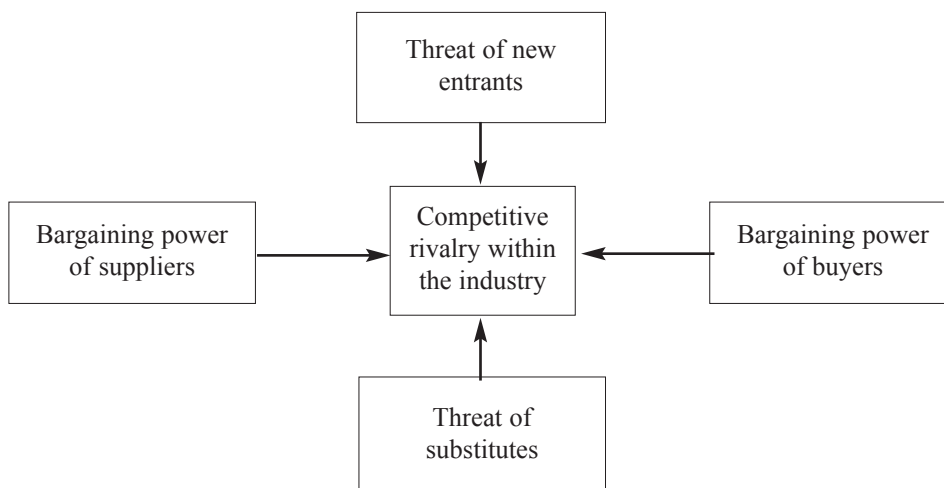 Threat of new
entrants
Bargaining power
of suppliers
Competitive
rivalry within
the industry
Bargaining power
of buyers
Threat of
substitutes